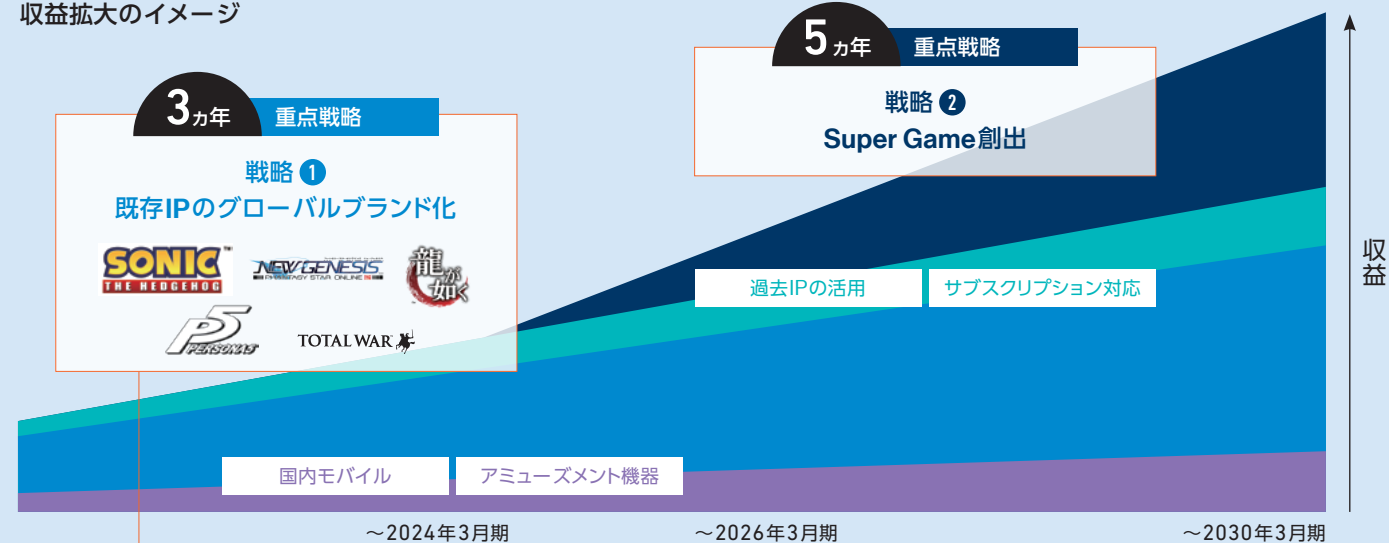 収益拡大のイメージ
3ヵ年 重点戦略
戦略 1
既存IPのグローバルブランド化
SONIC™
THE HEDGEHOG
NEW GENESIS
PHANTASY STAR ONLINE 2
龍が如く
P5
PERSONA5
TOTAL WAR
5ヵ年 重点戦略
戦略 2
Super Game創出
過去IPの活用 サブスクリプション対応
国内モバイル アミューズメント機器
収益
〜2024年3月期 〜2026年3月期 〜2030年3月期